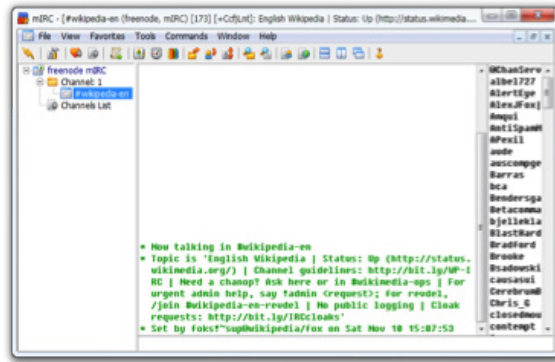 mIRC - [#wikipedia-en (freenode, mIRC) [173] [+CcfjLnt]: English Wikipedia | Status: Up (http://status.wikimedia....
File View Favorites Tools Commands Window Help
freenode mIRC
Channel: 1
#wikipedia-en
Channels List
* Now talking in #wikipedia-en
* Topic is 'English Wikipedia | Status: Up (http://status.
wikimedia.org/) | Channel guidelines: http://bit.ly/WP-I
RC | Need a chanop? Ask here or in #wikimedia-ops | For
urgent admin help, say !admin <request>; for revdel,
/join #wikipedia-en-revdel | No public logging | Cloak
requests: http://bit.ly/IRCcloaks'
* Set by foks!~sup@wikipedia/fox on Sat Nov 10 15:07:53
@ChanServ
albel727
AlertEye
AlexJFox|
Amqui
AntiSpamM
APexil
aude
auscompge
Barras
bca
Bendersga
Betacomma
bjellekla
BlastHard
BradFord
Brooke
Bsadowski
causasui
CerebrumB
Chris_G
closedmou
contempt